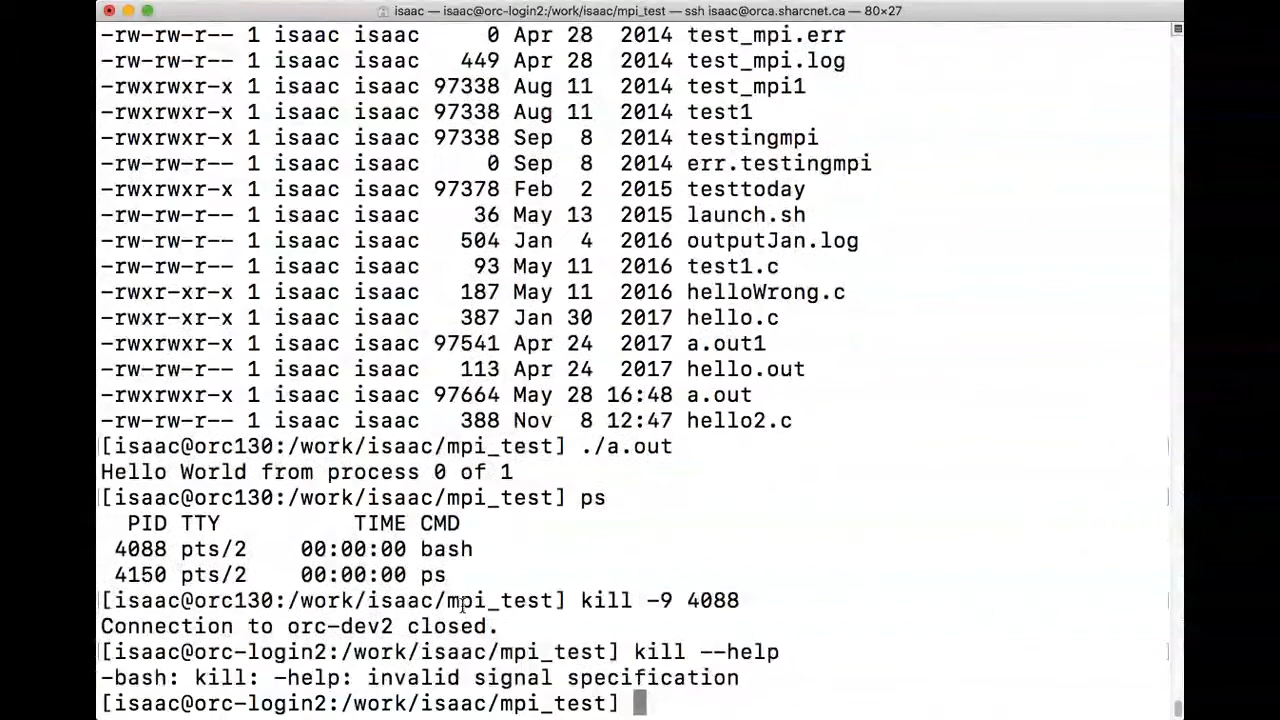 isaac — isaac@orc-login2:/work/isaac/mpi_test — ssh isaac@orca.sharcnet.ca — 80×27
-rw-rw-r-- 1 isaac isaac     0 Apr 28  2014 test_mpi.err
-rw-rw-r-- 1 isaac isaac   449 Apr 28  2014 test_mpi.log
-rwxrwxr-x 1 isaac isaac 97338 Aug 11  2014 test_mpi1
-rwxrwxr-x 1 isaac isaac 97338 Aug 11  2014 test1
-rwxrwxr-x 1 isaac isaac 97338 Sep  8  2014 testingmpi
-rw-rw-r-- 1 isaac isaac     0 Sep  8  2014 err.testingmpi
-rwxrwxr-x 1 isaac isaac 97378 Feb  2  2015 testtoday
-rw-rw-r-- 1 isaac isaac    36 May 13  2015 launch.sh
-rw-rw-r-- 1 isaac isaac   504 Jan  4  2016 outputJan.log
-rw-rw-r-- 1 isaac isaac    93 May 11  2016 test1.c
-rwxr-xr-x 1 isaac isaac   187 May 11  2016 helloWrong.c
-rwxr-xr-x 1 isaac isaac   387 Jan 30  2017 hello.c
-rwxrwxr-x 1 isaac isaac 97541 Apr 24  2017 a.out1
-rw-rw-r-- 1 isaac isaac   113 Apr 24  2017 hello.out
-rwxrwxr-x 1 isaac isaac 97664 May 28 16:48 a.out
-rw-rw-r-- 1 isaac isaac   388 Nov  8 12:47 hello2.c
[isaac@orc130:/work/isaac/mpi_test] ./a.out
Hello World from process 0 of 1
[isaac@orc130:/work/isaac/mpi_test] ps
  PID TTY          TIME CMD
 4088 pts/2    00:00:00 bash
 4150 pts/2    00:00:00 ps
[isaac@orc130:/work/isaac/mpi_test] kill -9 4088
Connection to orc-dev2 closed.
[isaac@orc-login2:/work/isaac/mpi_test] kill --help
-bash: kill: -help: invalid signal specification
[isaac@orc-login2:/work/isaac/mpi_test]